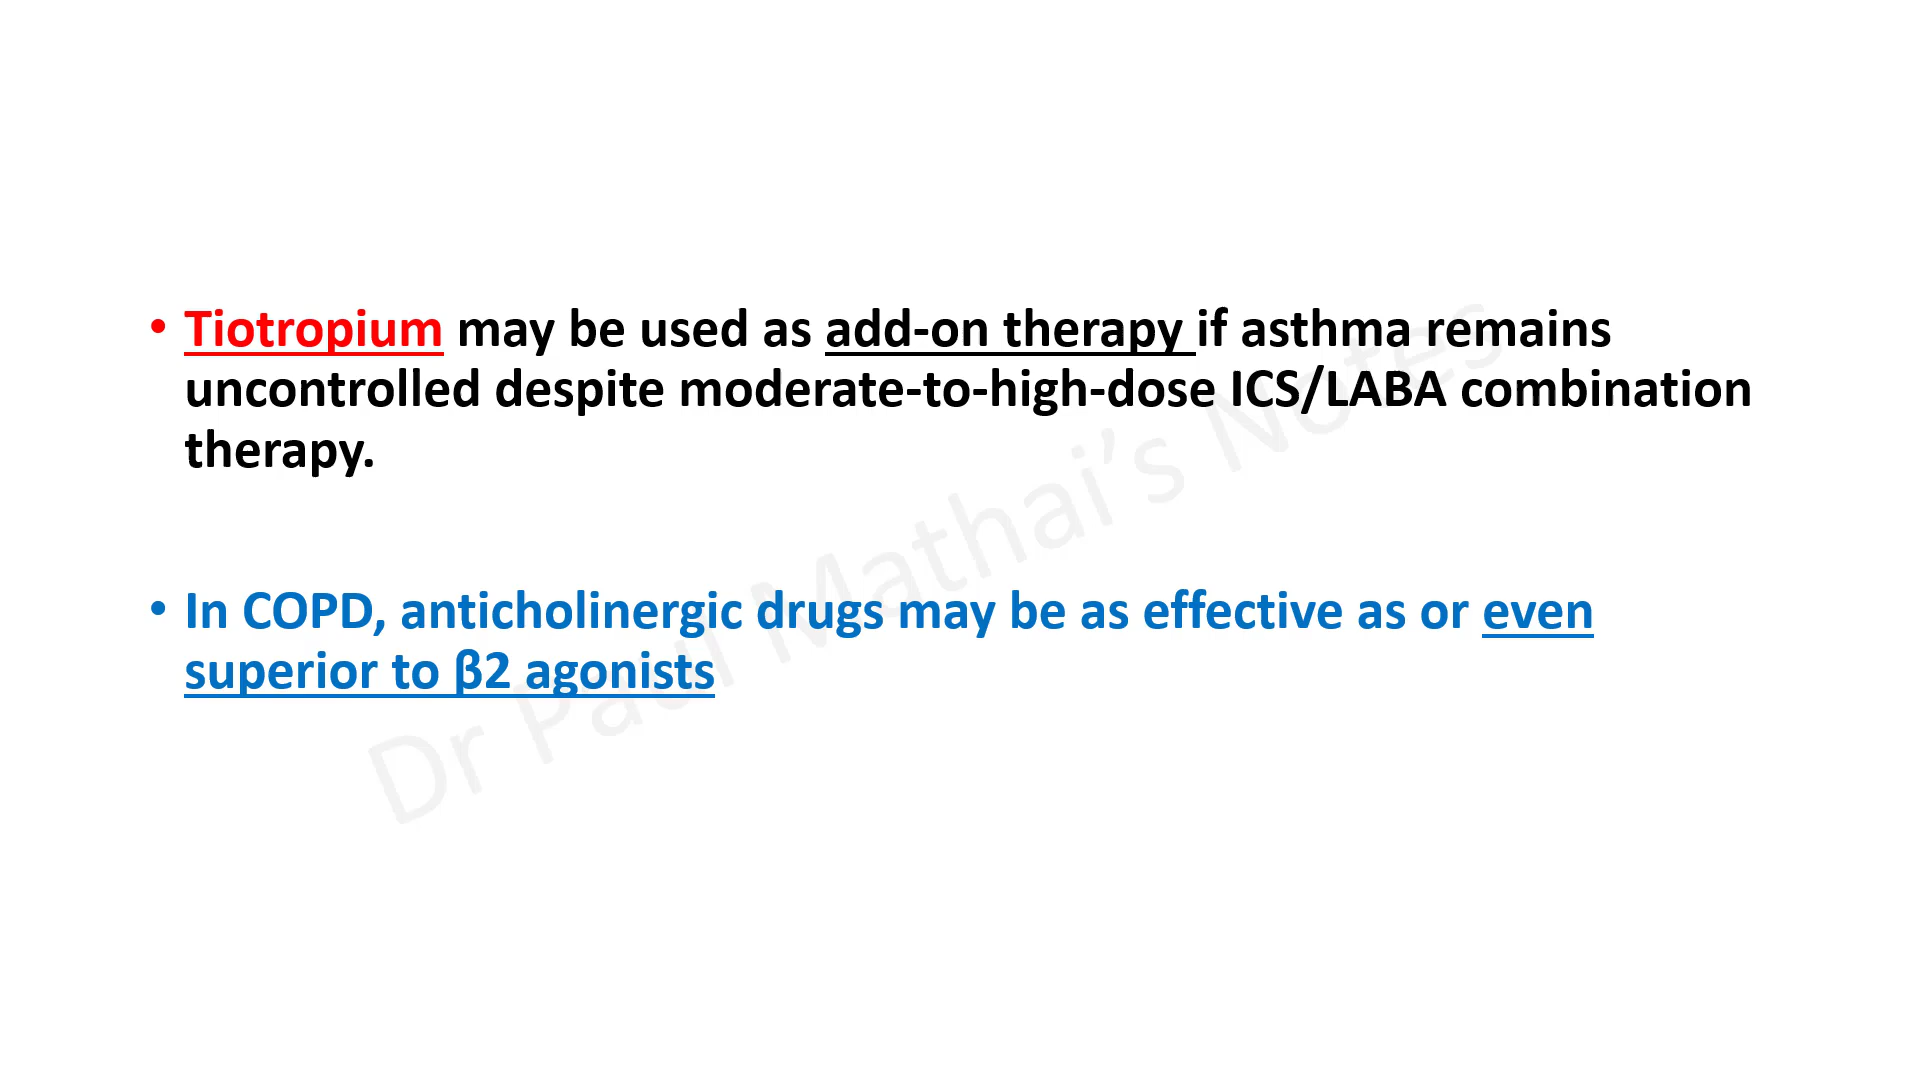 • Tiotropium may be used as add-on therapy if asthma remains
uncontrolled despite moderate-to-high-dose ICS/LABA combination
therapy.
• In COPD, anticholinergic drugs may be as effective as or even
superior to β2 agonists
Dr Paul Mathai's Notes